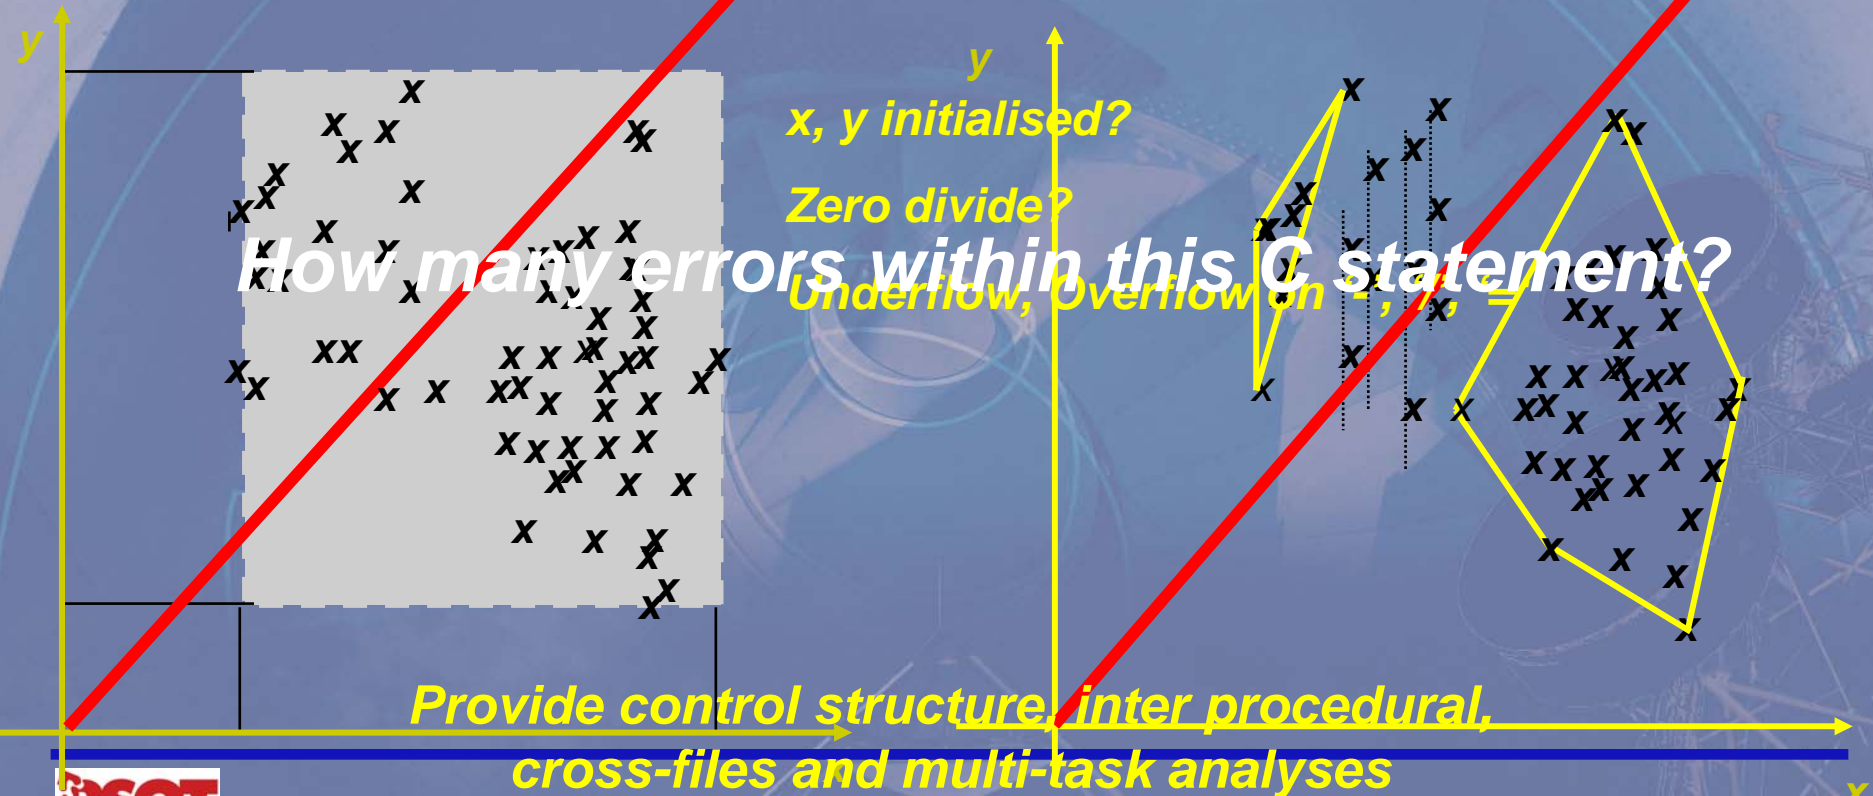 y
y
x, y initialised?
Zero divide?
How many errors within this C statement?
Underflow, Overflow on '-', '/', '='
Provide control structure, inter procedural,
cross-files and multi-task analyses
x